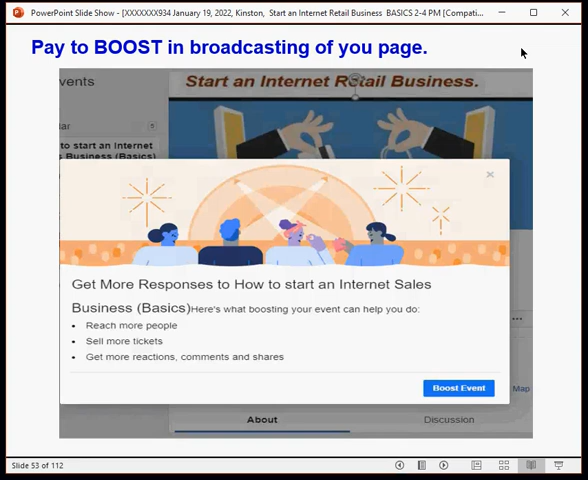 PowerPoint Slide Show - [XXXXXXX934 January 19, 2022, Kinston, Start an Internet Retail Business BASICS 2-4 PM [Compati...
Pay to BOOST in broadcasting of you page.
vents
Start an Internet Retail Business.
lar
5
to start an Internet
s Business (Basics)
Get More Responses to How to start an Internet Sales
Business (Basics)Here's what boosting your event can help you do:
• Reach more people
• Sell more tickets
• Get more reactions, comments and shares
Boost Event
Map
About
Discussion
Slide 53 of 112